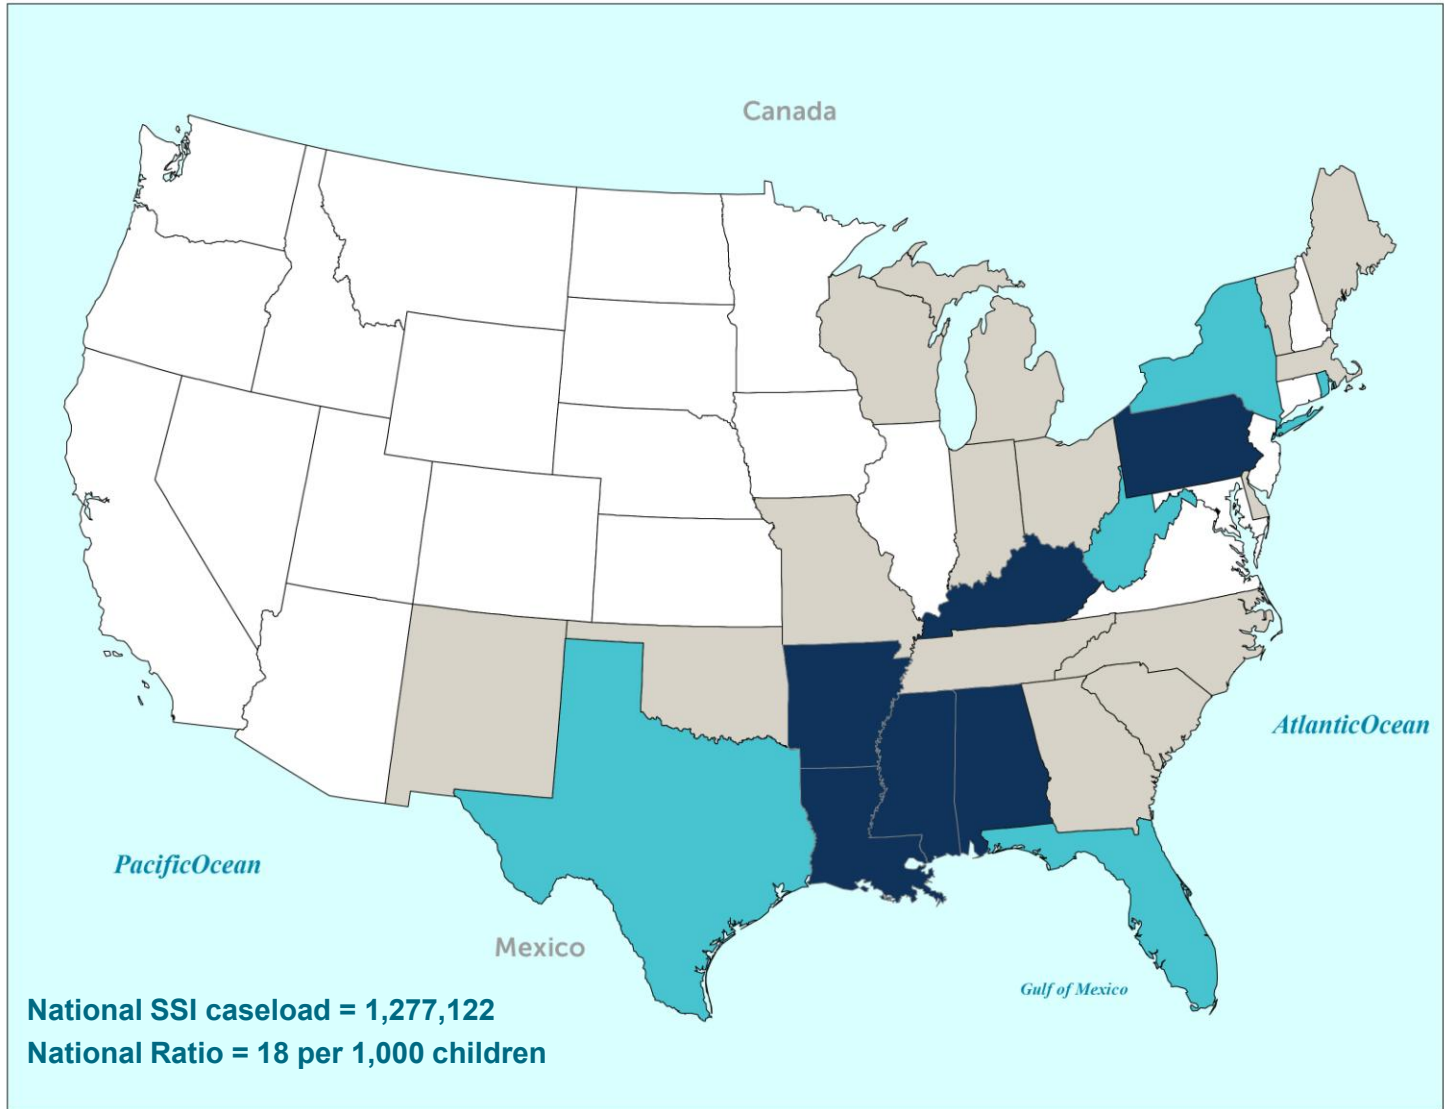 Canada
AtlanticOcean
PacificOcean
Mexico
Gulf of Mexico
National SSI caseload = 1,277,122
National Ratio = 18 per 1,000 children